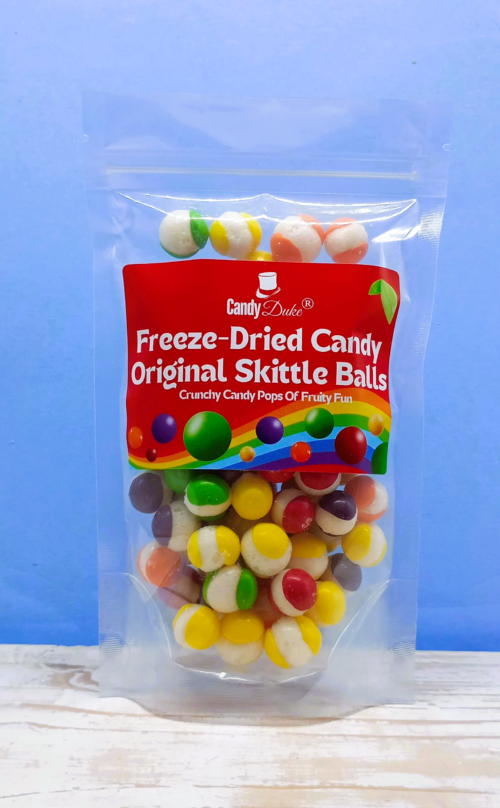 Candy Duke®
Freeze-Dried Candy
Original Skittle Balls
Crunchy Candy Pops Of Fruity Fun